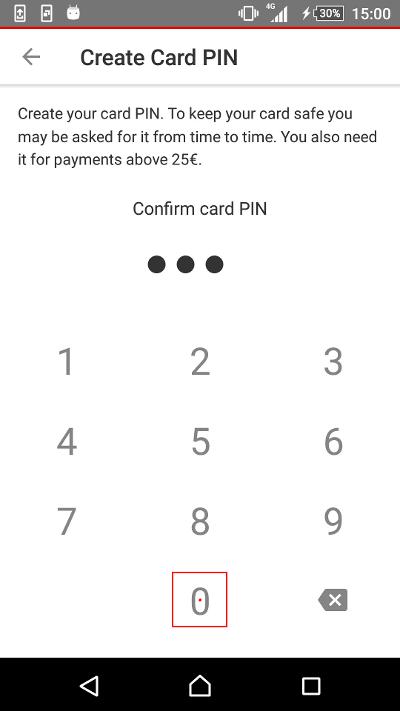 4G 30% 15:00
Create Card PIN
Create your card PIN. To keep your card safe you
may be asked for it from time to time. You also need
it for payments above 25€.
Confirm card PIN
1 2 3
4 5 6
7 8 9
0